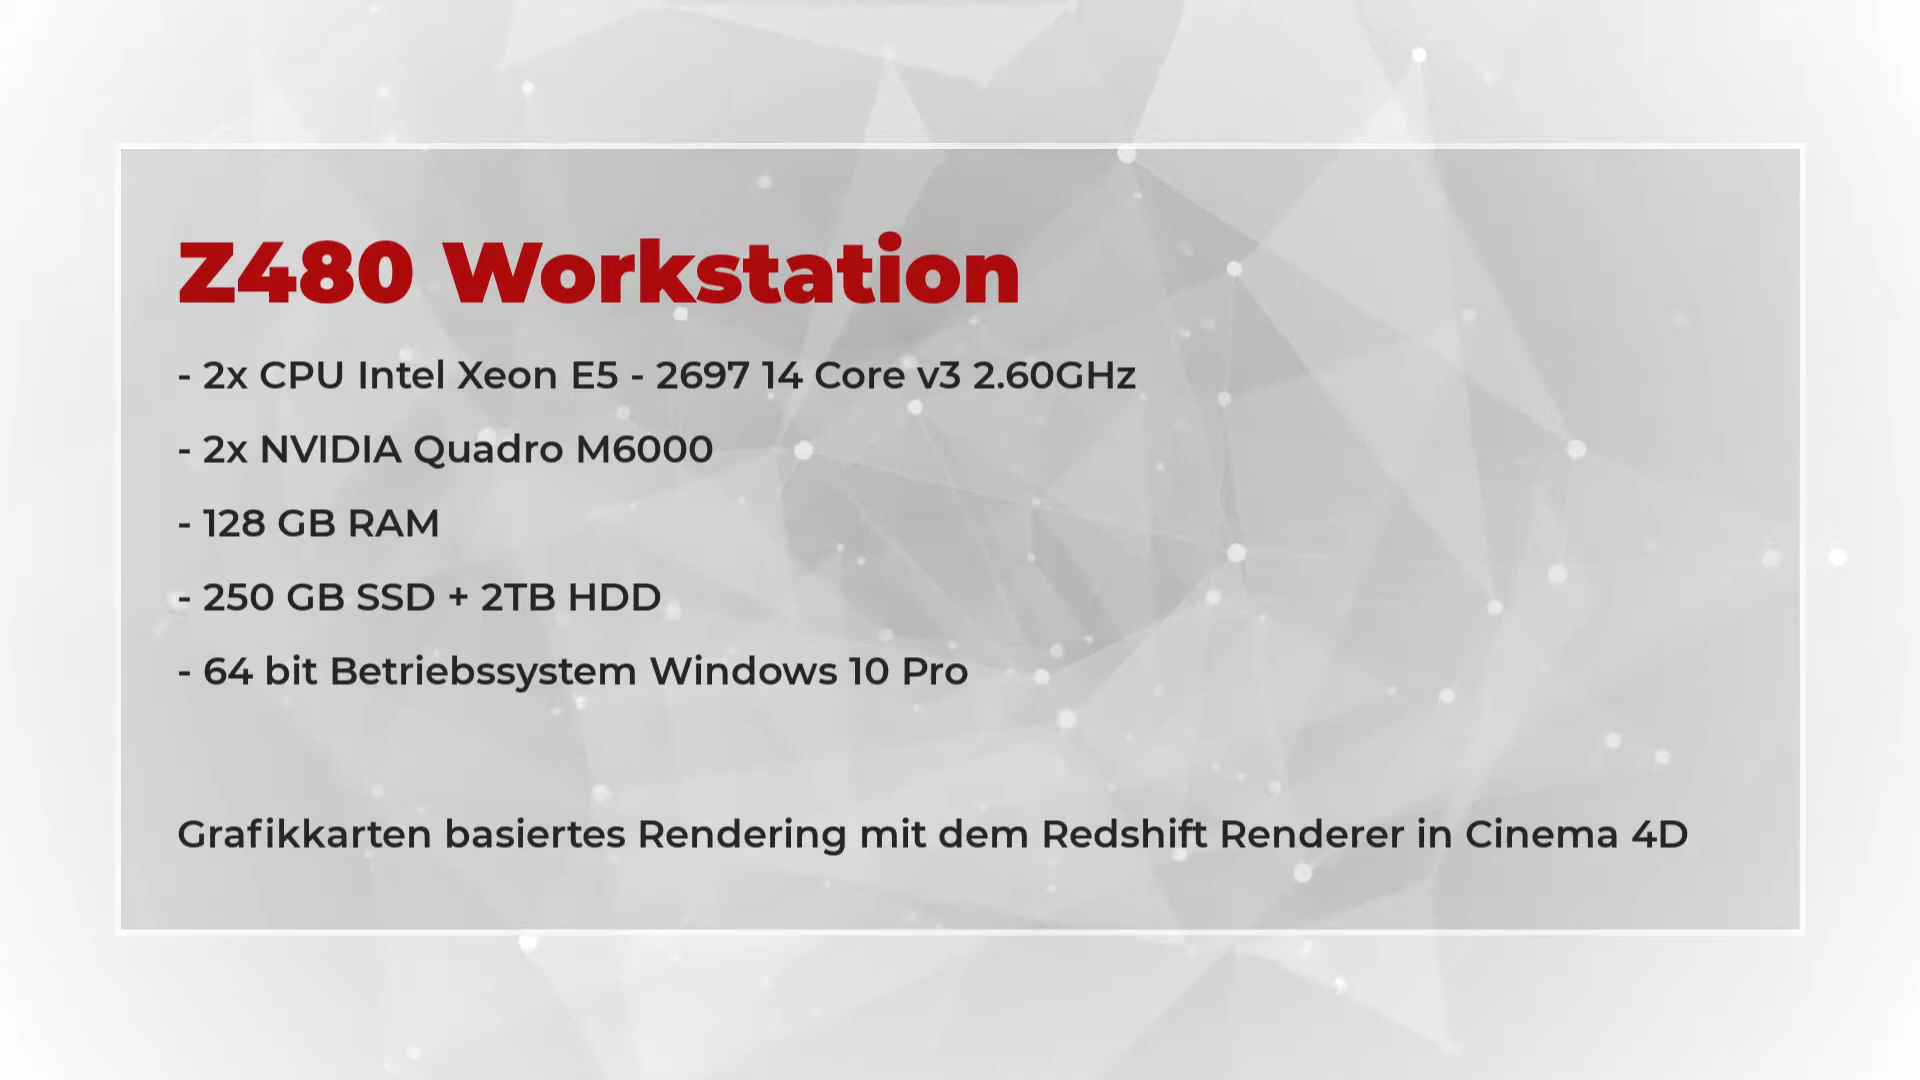 Z480 Workstation
- 2x CPU Intel Xeon E5 - 2697 14 Core v3 2.60GHz
- 2x NVIDIA Quadro M6000
- 128 GB RAM
- 250 GB SSD + 2TB HDD
- 64 bit Betriebssystem Windows 10 Pro
Grafikkarten basiertes Rendering mit dem Redshift Renderer in Cinema 4D